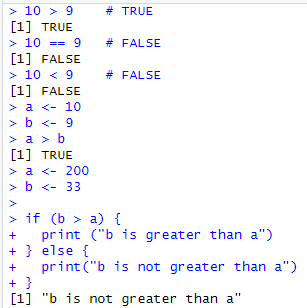 > 10 > 9    # TRUE
[1] TRUE
> 10 == 9   # FALSE
[1] FALSE
> 10 < 9    # FALSE
[1] FALSE
> a <- 10
> b <- 9
> a > b
[1] TRUE
> a <- 200
> b <- 33
>
> if (b > a) {
+   print ("b is greater than a")
+ } else {
+   print("b is not greater than a")
+ }
[1] "b is not greater than a"